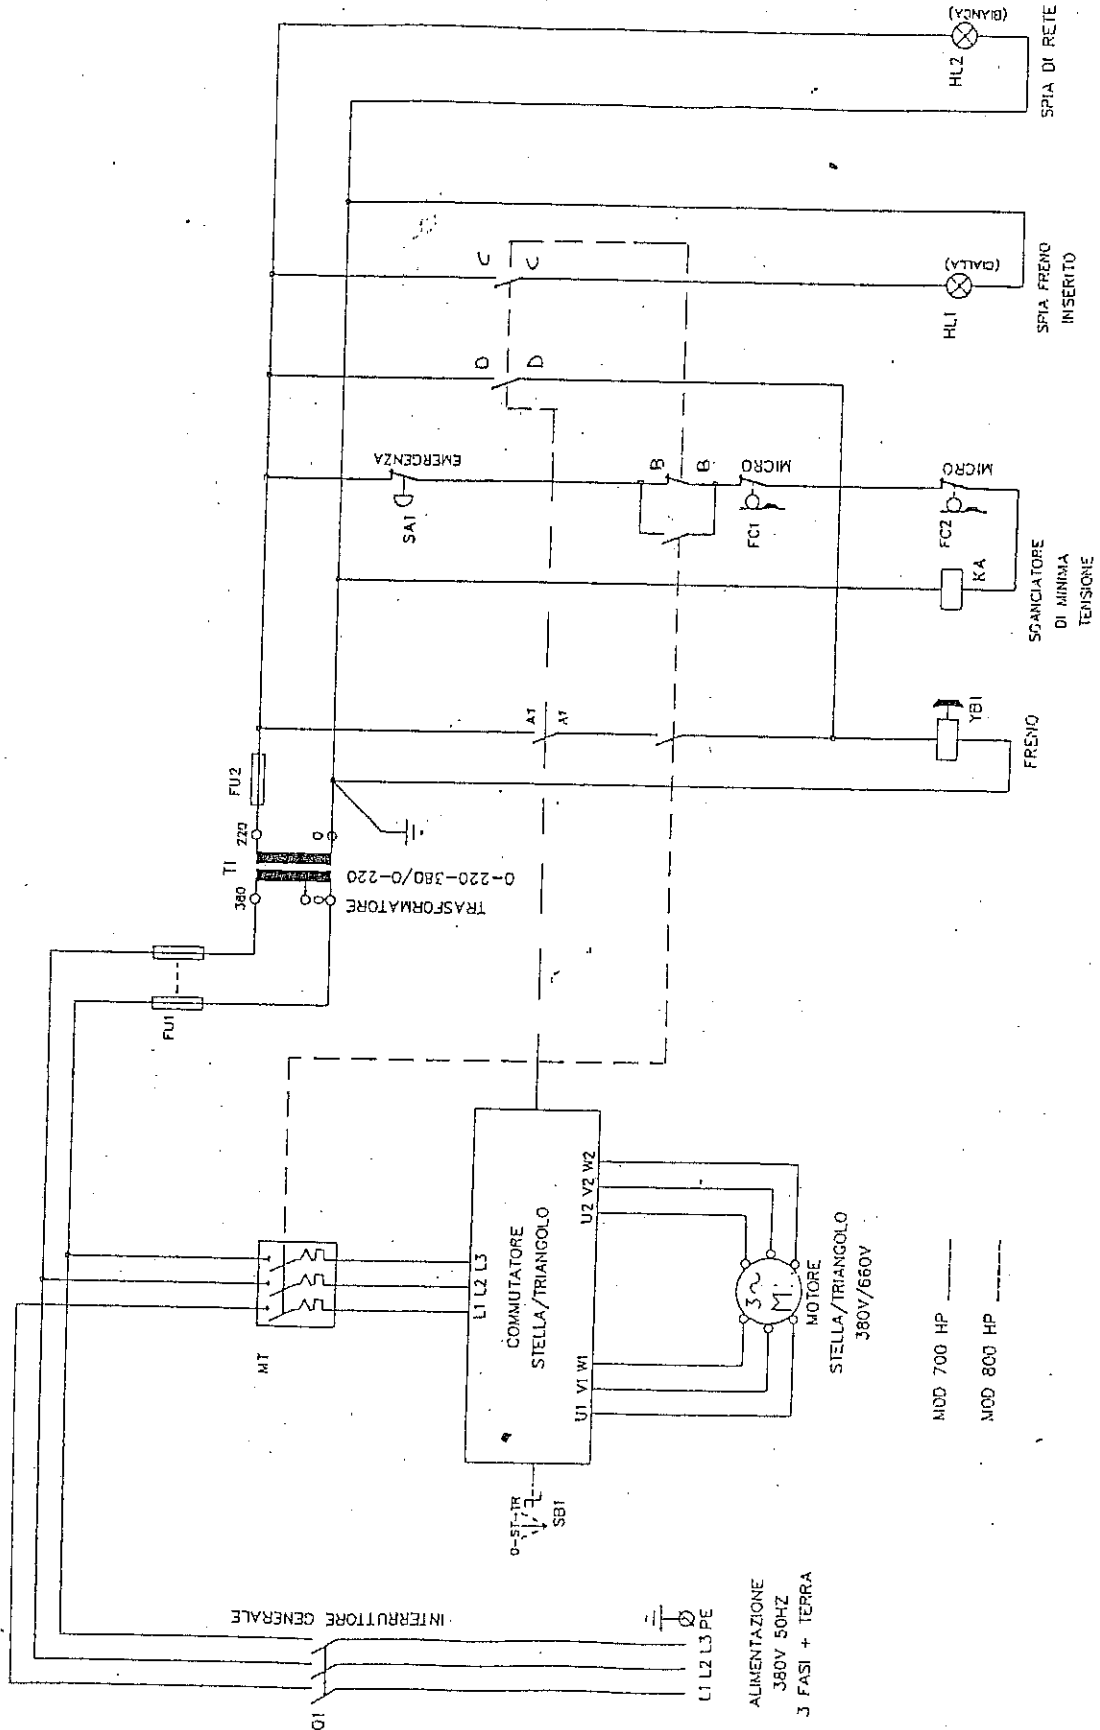 ALIMENTAZIONE
380V 50HZ
3 FASI + TERRA
L1 L2 L3 PE
Q1
INTERRUTTORE GENERALE
O-ST-TR
SB1
MT
L1 L2 L3
COMMUTATORE
STELLA/TRIANGOLO
U1 V1 W1
U2 V2 W2
3~
M.
MOTORE
STELLA/TRIANGOLO
380V/660V
MOD 700 HP
MOD 800 HP
FU1
380
0
T1
220
0
TRASFORMATORE
0-220-380/0-220
FU2
A1
A1
YB1
FRENO
KA
SGANCIATORE
DI MINIMA
TENSIONE
SA1
EMERGENZA
B
B
FC1
MICRO
FC2
MICRO
D
D
C
C
HL1
(GIALLA)
SPIA FRENO
INSERITO
HL2
(BIANCA)
SPIA DI RETE